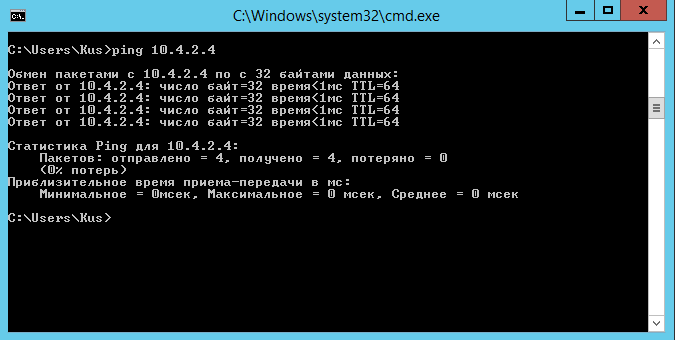 C:\Windows\system32\cmd.exe
C:\Users\Kus>ping 10.4.2.4
Обмен пакетами с 10.4.2.4 по с 32 байтами данных:
Ответ от 10.4.2.4: число байт=32 время<1мс TTL=64
Ответ от 10.4.2.4: число байт=32 время<1мс TTL=64
Ответ от 10.4.2.4: число байт=32 время<1мс TTL=64
Ответ от 10.4.2.4: число байт=32 время<1мс TTL=64
Статистика Ping для 10.4.2.4:
Пакетов: отправлено = 4, получено = 4, потеряно = 0
(0% потерь)
Приблизительное время приема-передачи в мс:
Минимальное = 0мсек, Максимальное = 0 мсек, Среднее = 0 мсек
C:\Users\Kus>